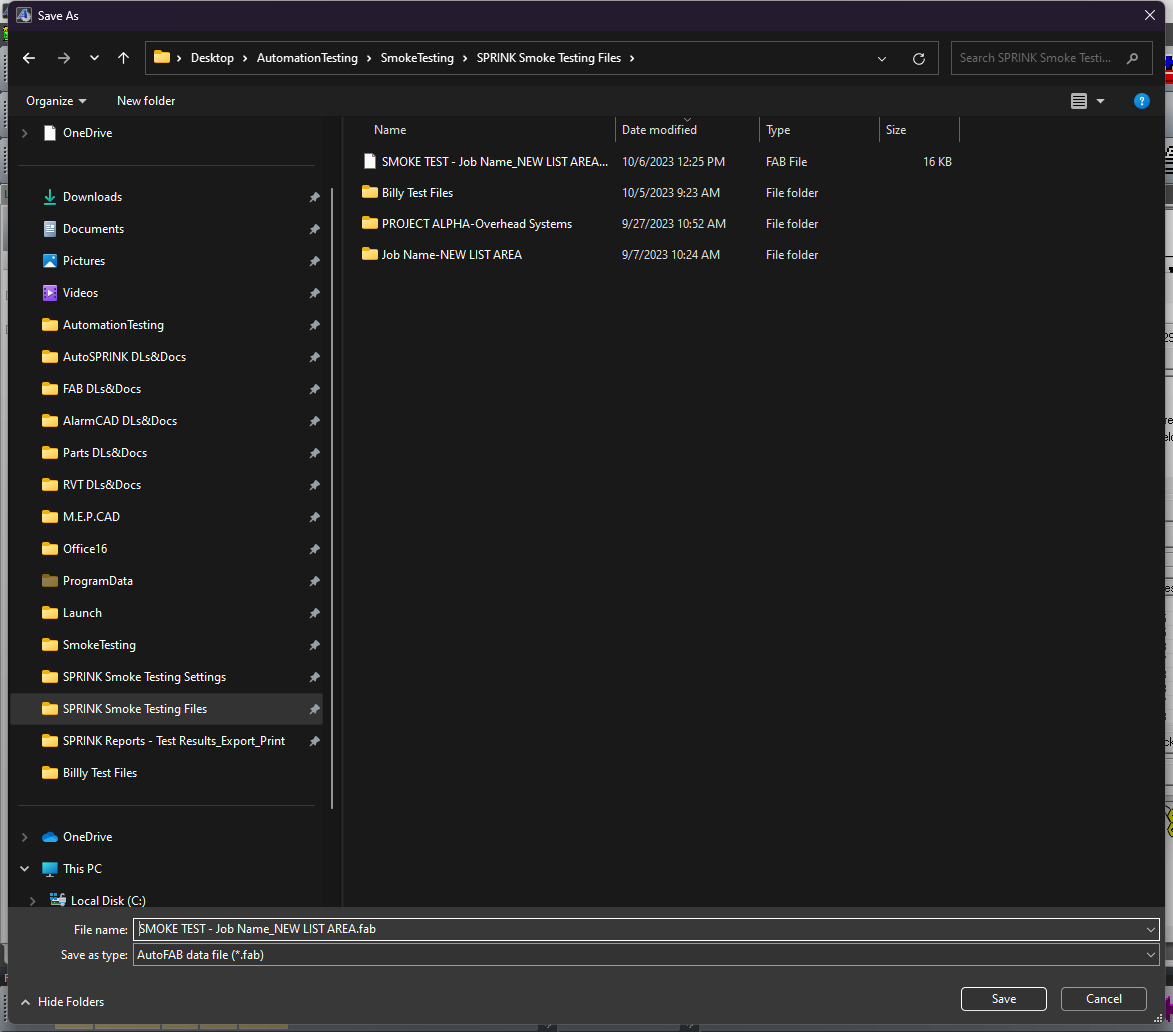 Save As
Desktop > AutomationTesting > SmokeTesting > SPRINK Smoke Testing Files >
Search SPRINK Smoke Testi...
Organize
New folder
OneDrive
Downloads
Documents
Pictures
Videos
AutomationTesting
AutoSPRINK DLs&Docs
FAB DLs&Docs
AlarmCAD DLs&Docs
Parts DLs&Docs
RVT DLs&Docs
M.E.P.CAD
Office16
ProgramData
Launch
SmokeTesting
SPRINK Smoke Testing Settings
SPRINK Smoke Testing Files
SPRINK Reports - Test Results_Export_Print
Billly Test Files
OneDrive
This PC
Local Disk (C:)
Name Date modified Type Size
SMOKE TEST - Job Name_NEW LIST AREA... 10/6/2023 12:25 PM FAB File 16 KB
Billy Test Files 10/5/2023 9:23 AM File folder
PROJECT ALPHA-Overhead Systems 9/27/2023 10:52 AM File folder
Job Name-NEW LIST AREA 9/7/2023 10:24 AM File folder
File name: SMOKE TEST - Job Name_NEW LIST AREA.fab
Save as type: AutoFAB data file (*.fab)
Hide Folders
Save
Cancel